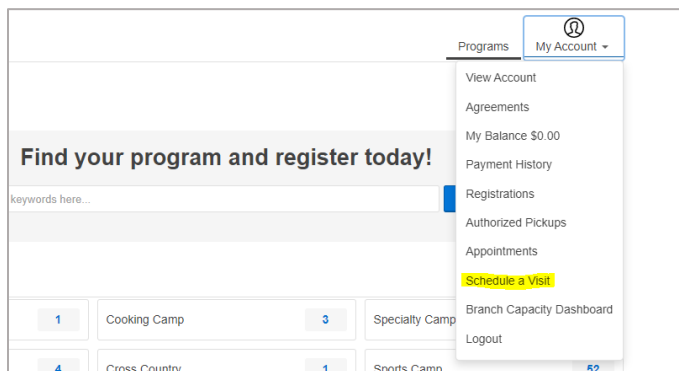 Programs
My Account
View Account
Agreements
My Balance $0.00
Payment History
Registrations
Authorized Pickups
Appointments
Schedule a Visit
Branch Capacity Dashboard
Logout
Find your program and register today!
keywords here...
1 Cooking Camp 3 Specialty Camp
4 Cross Country 1 Sports Camp 52